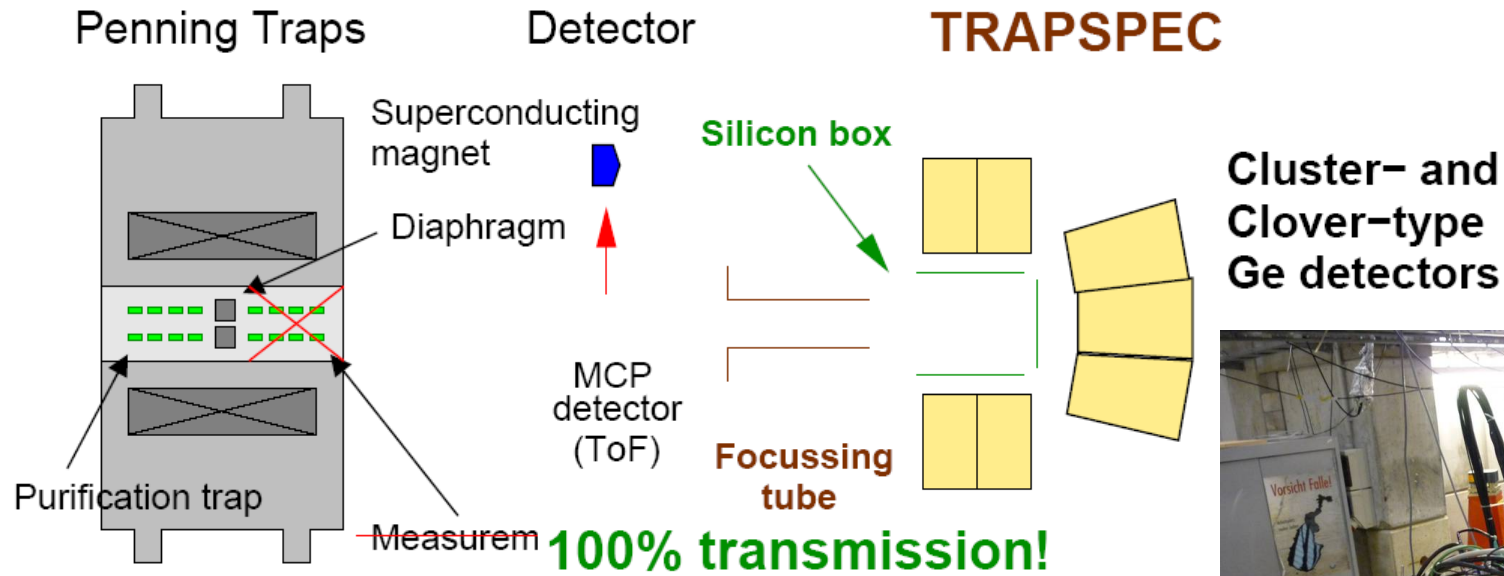 Penning Traps
Detector
TRAPSPEC
Superconducting
magnet
Diaphragm
Silicon box
Cluster− and
Clover−type
Ge detectors
MCP
detector
(ToF)
Focussing
tube
Purification trap
Measurem
100% transmission!
Vorsicht Falle!